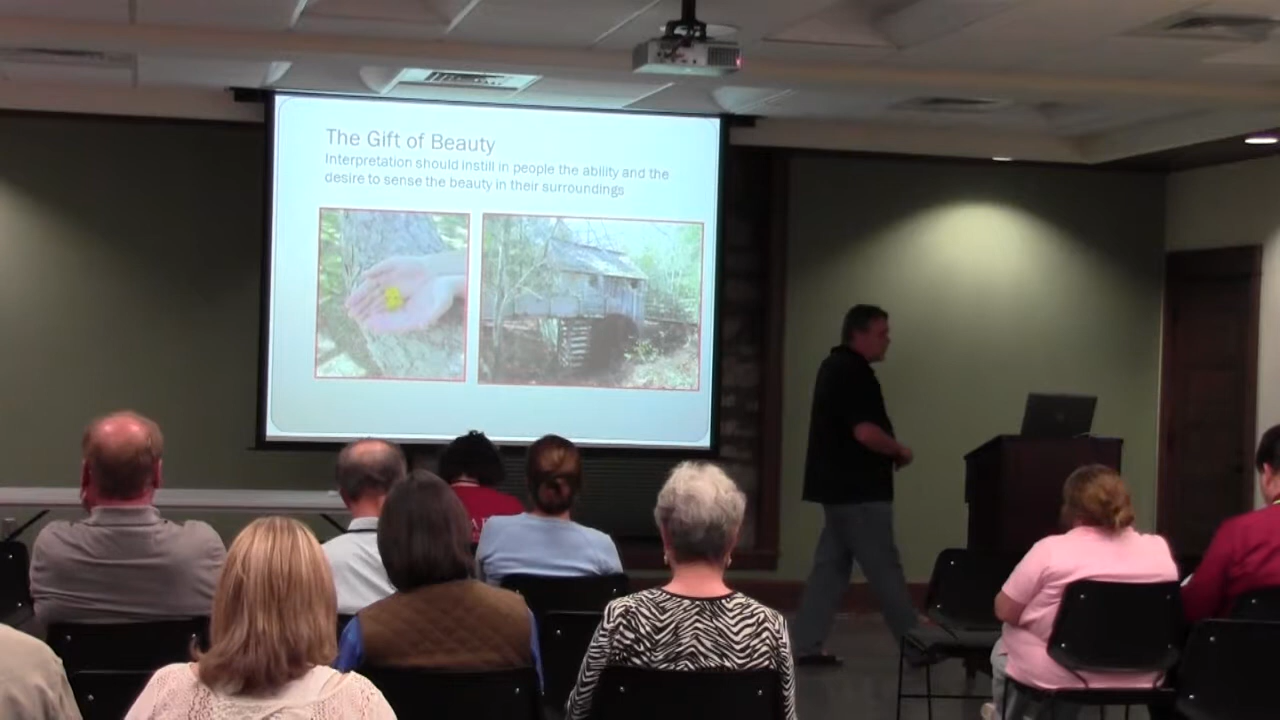 The Gift of Beauty
Interpretation should instill in people the ability and the
desire to sense the beauty in their surroundings